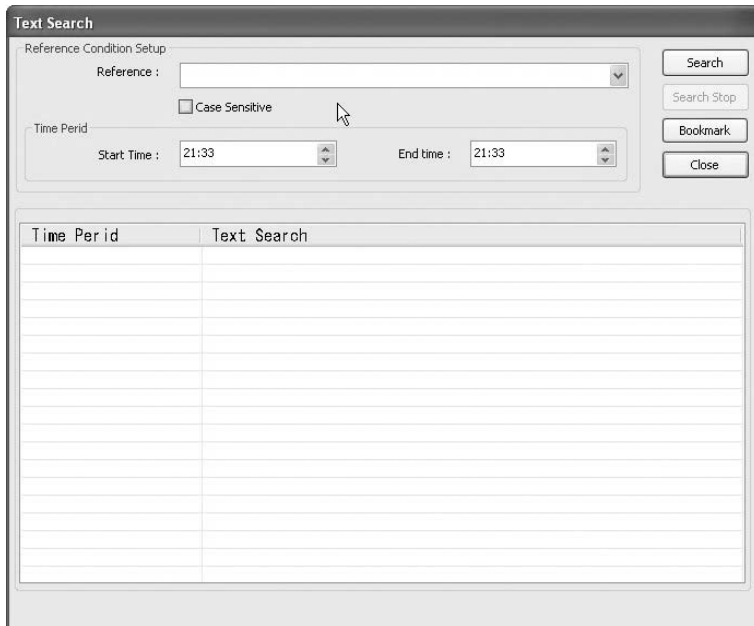 Text Search
Reference Condition Setup
Reference :
Search
Case Sensitive
Search Stop
Time Perid
Bookmark
Start Time : 21:33 End time : 21:33
Close
Time Perid Text Search